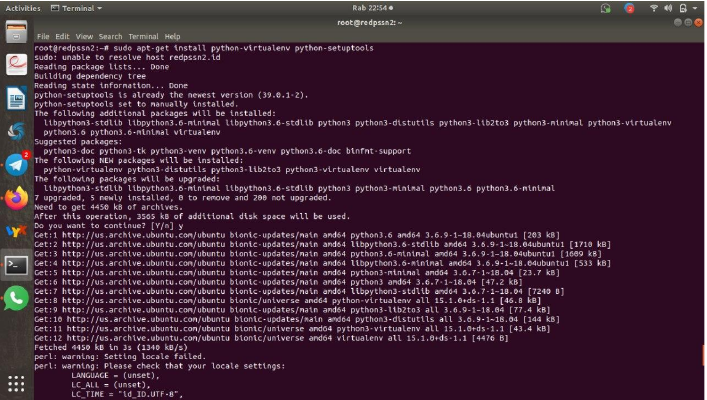 Activities Terminal Rab 22:54
root@redpssn2: ~
File Edit View Search Terminal Help
root@redpssn2:~# sudo apt-get install python-virtualenv python-setuptools
sudo: unable to resolve host redpssn2.id
Reading package lists... Done
Building dependency tree
Reading state information... Done
python-setuptools is already the newest version (39.0.1-2).
python-setuptools set to manually installed.
The following additional packages will be installed:
libpython3-stdlib libpython3.6-minimal libpython3.6-stdlib python3 python3-distutils python3-lib2to3 python3-minimal python3-virtualenv
python3.6 python3.6-minimal virtualenv
Suggested packages:
python3-doc python3-tk python3-venv python3.6-venv python3.6-doc binfmt-support
The following NEW packages will be installed:
python-virtualenv python3-distutils python3-lib2to3 python3-virtualenv virtualenv
The following packages will be upgraded:
libpython3-stdlib libpython3.6-minimal libpython3.6-stdlib python3 python3-minimal python3.6 python3.6-minimal
7 upgraded, 5 newly installed, 0 to remove and 200 not upgraded.
Need to get 4450 kB of archives.
After this operation, 3565 kB of additional disk space will be used.
Do you want to continue? [Y/n] y
Get:1 http://us.archive.ubuntu.com/ubuntu bionic-updates/main amd64 python3.6 amd64 3.6.9-1~18.04ubuntu1 [203 kB]
Get:2 http://us.archive.ubuntu.com/ubuntu bionic-updates/main amd64 libpython3.6-stdlib amd64 3.6.9-1~18.04ubuntu1 [1710 kB]
Get:3 http://us.archive.ubuntu.com/ubuntu bionic-updates/main amd64 python3.6-minimal amd64 3.6.9-1~18.04ubuntu1 [1609 kB]
Get:4 http://us.archive.ubuntu.com/ubuntu bionic-updates/main amd64 libpython3.6-minimal amd64 3.6.9-1~18.04ubuntu1 [533 kB]
Get:5 http://us.archive.ubuntu.com/ubuntu bionic-updates/main amd64 python3-minimal amd64 3.6.7-1~18.04 [23.7 kB]
Get:6 http://us.archive.ubuntu.com/ubuntu bionic-updates/main amd64 python3 amd64 3.6.7-1~18.04 [47.2 kB]
Get:7 http://us.archive.ubuntu.com/ubuntu bionic-updates/main amd64 libpython3-stdlib amd64 3.6.7-1~18.04 [7240 B]
Get:8 http://us.archive.ubuntu.com/ubuntu bionic/universe amd64 python-virtualenv all 15.1.0+ds-1.1 [46.8 kB]
Get:9 http://us.archive.ubuntu.com/ubuntu bionic-updates/main amd64 python3-lib2to3 all 3.6.9-1~18.04 [77.4 kB]
Get:10 http://us.archive.ubuntu.com/ubuntu bionic-updates/main amd64 python3-distutils all 3.6.9-1~18.04 [144 kB]
Get:11 http://us.archive.ubuntu.com/ubuntu bionic/universe amd64 python3-virtualenv all 15.1.0+ds-1.1 [43.4 kB]
Get:12 http://us.archive.ubuntu.com/ubuntu bionic/universe amd64 virtualenv all 15.1.0+ds-1.1 [4476 B]
Fetched 4450 kB in 3s (1340 kB/s)
perl: warning: Setting locale failed.
perl: warning: Please check that your locale settings:
LANGUAGE = (unset),
LC_ALL = (unset),
LC_TIME = "id_ID.UTF-8",